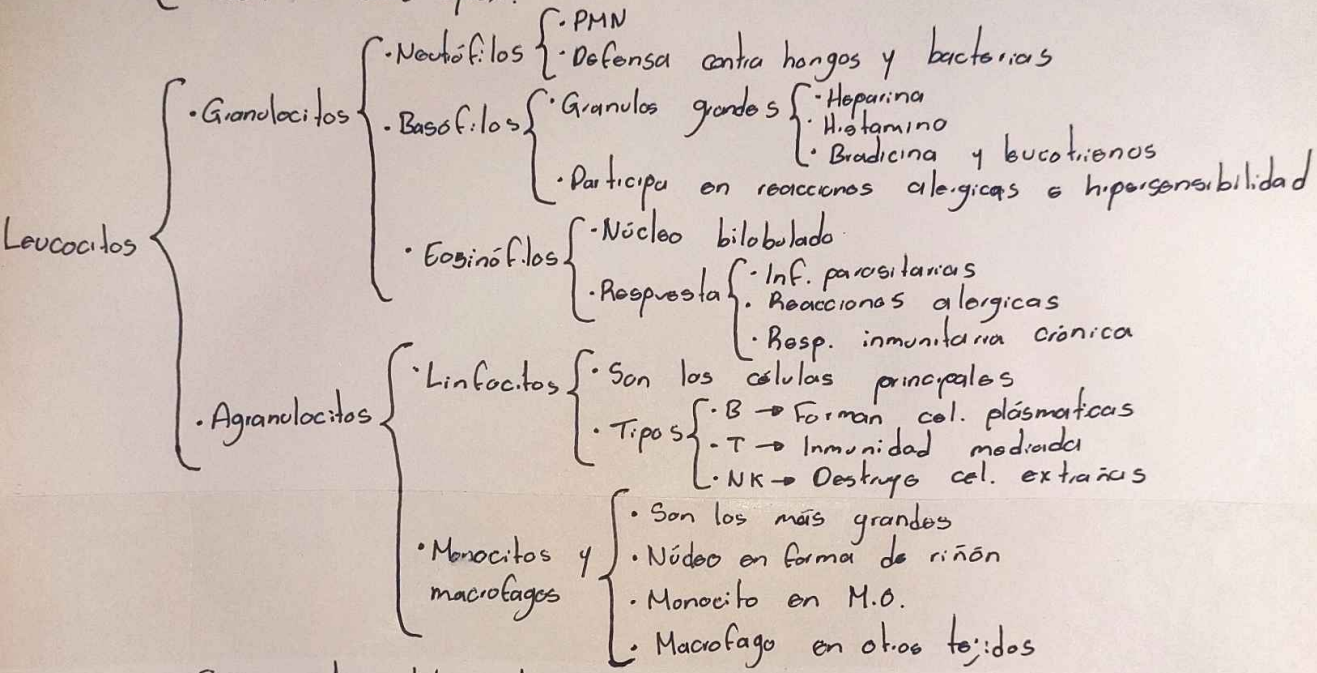 · PMN
· Neutrófilos
· Defensa contra hongos y bacterias
· Granulocitos
· Basófilos
· Granulos grandes
· Heparina
· Histamina
· Bradicina y leucotrienos
· Participa en reacciones alergicas e hipersensibilidad
Leucocitos
· Eosinófilos
· Núcleo bilobulado
· Respuesta
· Inf. parasitarias
· Reacciones alergicas
· Resp. inmunitaria crónica
· Agranulocitos
· Linfocitos
· Son las células principales
· Tipos
· B → Forman cel. plásmaticas
· T → Inmunidad mediada
· NK → Destruye cel. extrañas
· Monocitos y
macrofagos
· Son los más grandes
· Núcleo en forma de riñón
· Monocito en M.O.
· Macrofago en otros tejidos